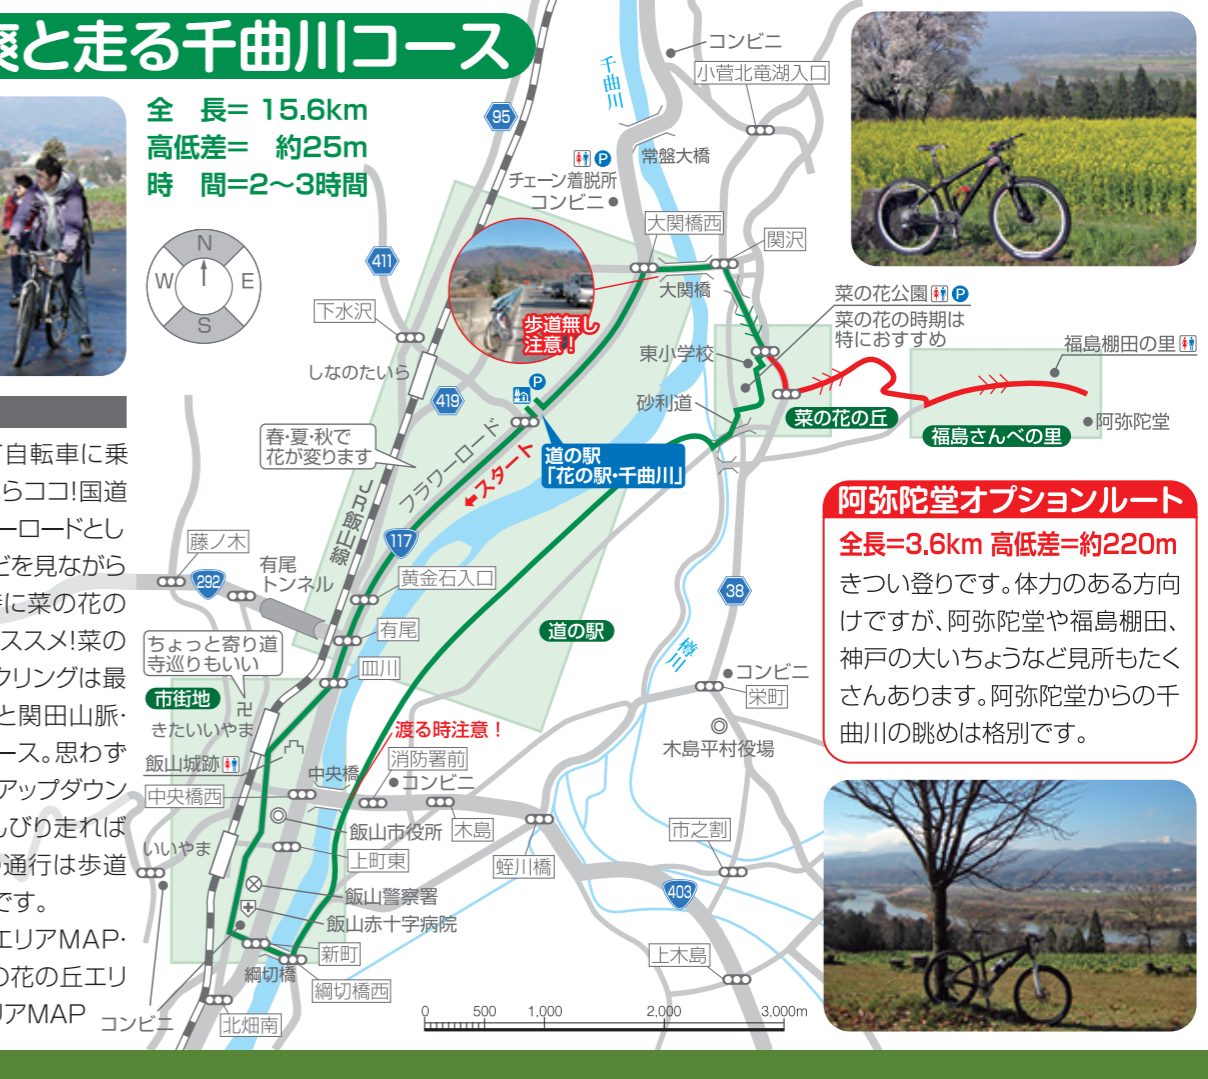 爽と走る千曲川コース
全 長= 15.6km
高低差= 約25m
時 間=2〜3時間
N
W
E
S
自転車に乗
らココ!国道
ーロードとし
どを見ながら
に菜の花の
ススメ!菜の
クリングは最
と関田山脈・
ース。思わず
アップダウン
んびり走れば
通行は歩道
です。
エリアMAP・
の花の丘エリ
リアMAP
コンビニ
小菅北竜湖入口
千曲川
95
常盤大橋
チェーン着脱所
コンビニ
P
大関橋西
関沢
411
大関橋
歩道無し
注意!
下水沢
しなのたいら
菜の花公園
P
菜の花の時期は
特におすすめ
東小学校
福島棚田の里
419
P
砂利道
菜の花の丘
福島さんべの里
阿弥陀堂
春・夏・秋で
花が変ります
フラワーロード
スタート
道の駅
「花の駅・千曲川」
JR飯山線
117
藤ノ木
292
有尾
トンネル
黄金石入口
38
有尾
道の駅
樽川
ちょっと寄り道
寺巡りもいい
皿川
市街地
きたいいやま
コンビニ
栄町
渡る時注意!
木島平村役場
飯山城跡
中央橋
消防署前
コンビニ
中央橋西
飯山市役所
木島
市之割
いいやま
上町東
蛭川橋
403
飯山警察署
飯山赤十字病院
新町
綱切橋
綱切橋西
上木島
コンビニ
北畑南
0
500
1,000
2,000
3,000m
阿弥陀堂オプションルート
全長=3.6km 高低差=約220m
きつい登りです。体力のある方向
けですが、阿弥陀堂や福島棚田、
神戸の大いちょうなど見所もたく
さんあります。阿弥陀堂からの千
曲川の眺めは格別です。